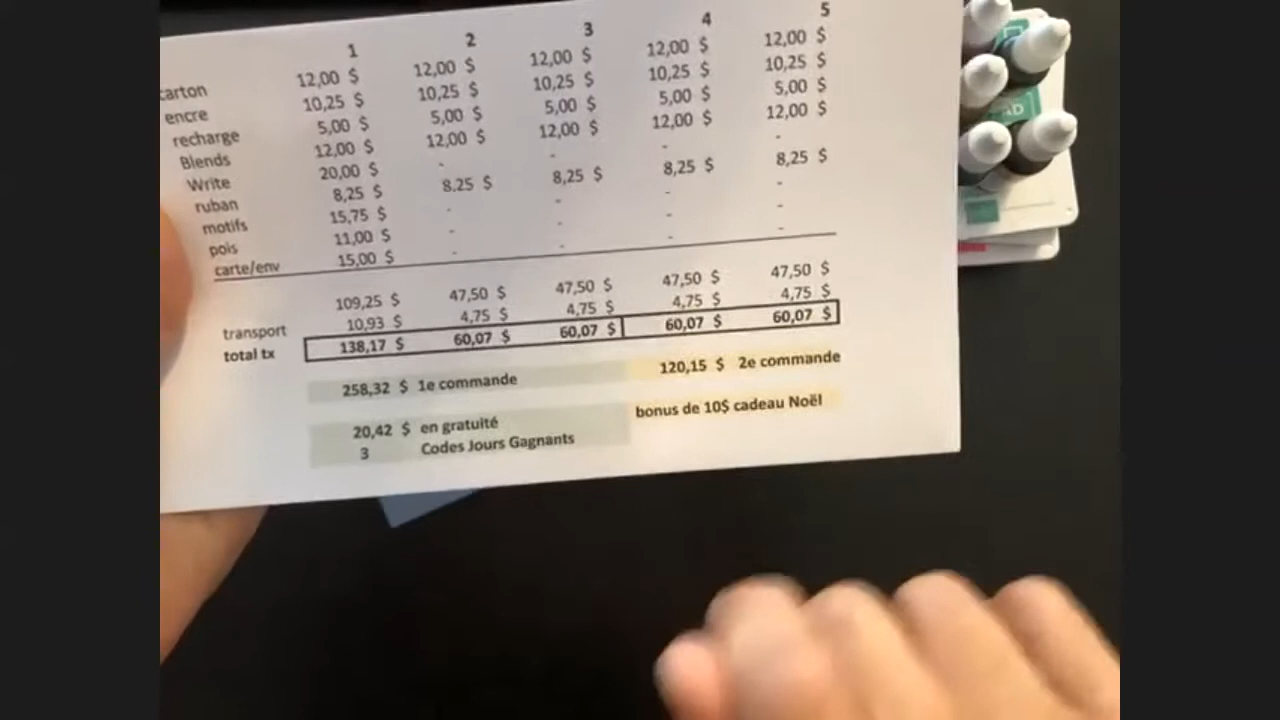 1 2 3 4 5
carton 12,00 $ 12,00 $ 12,00 $ 12,00 $ 12,00 $
encre 10,25 $ 10,25 $ 10,25 $ 10,25 $ 10,25 $
recharge 5,00 $ 5,00 $ 5,00 $ 5,00 $ 5,00 $
Blends 12,00 $ 12,00 $ 12,00 $ 12,00 $ 12,00 $
Write 20,00 $ - - - -
ruban 8,25 $ 8.25 $ 8,25 $ 8,25 $ 8,25 $
motifs 15,75 $ - - - -
pois 11,00 $ - - - -
carte/env 15,00 $ - - - -
109,25 $ 47,50 $ 47,50 $ 47,50 $ 47,50 $
transport 10,93 $ 4,75 $ 4,75 $ 4,75 $ 4,75 $
total tx 138,17 $ 60,07 $ 60,07 $ 60,07 $ 60,07 $
258,32 $ 1e commande 120,15 $ 2e commande
20,42 $ en gratuité bonus de 10$ cadeau Noël
3 Codes Jours Gagnants